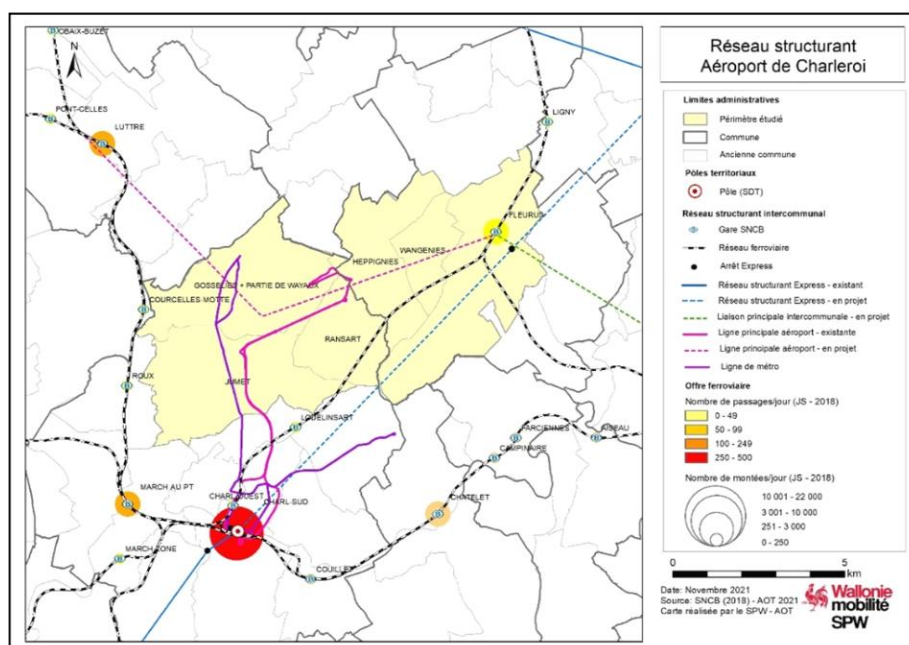 OBAIX-BUZET
N
PONT-CELLES
LUTTRE
LIGNY
FLEURUS
WANGENIES
HEPPIGNIES
GOSSELIES + PARTIE DE WAYAUX
COURCELLES-MOTTE
RANSART
ROUX
JUMET
LODELINSART
FARCIENNES
AISEAU
CAMPINAIRE
MARCH AU PT
CHARL-OUEST
CHARL-SUD
CHATELET
MARCH-ZONE
COUILLET
Réseau structurant
Aéroport de Charleroi
Limites administratives
Périmètre étudié
Commune
Ancienne commune
Pôles territoriaux
Pôle (SDT)
Réseau structurant intercommunal
Gare SNCB
Réseau ferroviaire
Arrêt Express
Réseau structurant Express - existant
Réseau structurant Express - en projet
Liaison principale intercommunale - en projet
Ligne principale aéroport - existante
Ligne principale aéroport - en projet
Ligne de métro
Offre ferroviaire
Nombre de passages/jour (JS - 2018)
0 - 49
50 - 99
100 - 249
250 - 500
Nombre de montées/jour (JS - 2018)
10 001 - 22 000
3 001 - 10 000
251 - 3 000
0 - 250
0
5
km
Date: Novembre 2021
Source: SNCB (2018) - AOT 2021
Carte réalisée par le SPW - AOT
Wallonie
mobilité
SPW